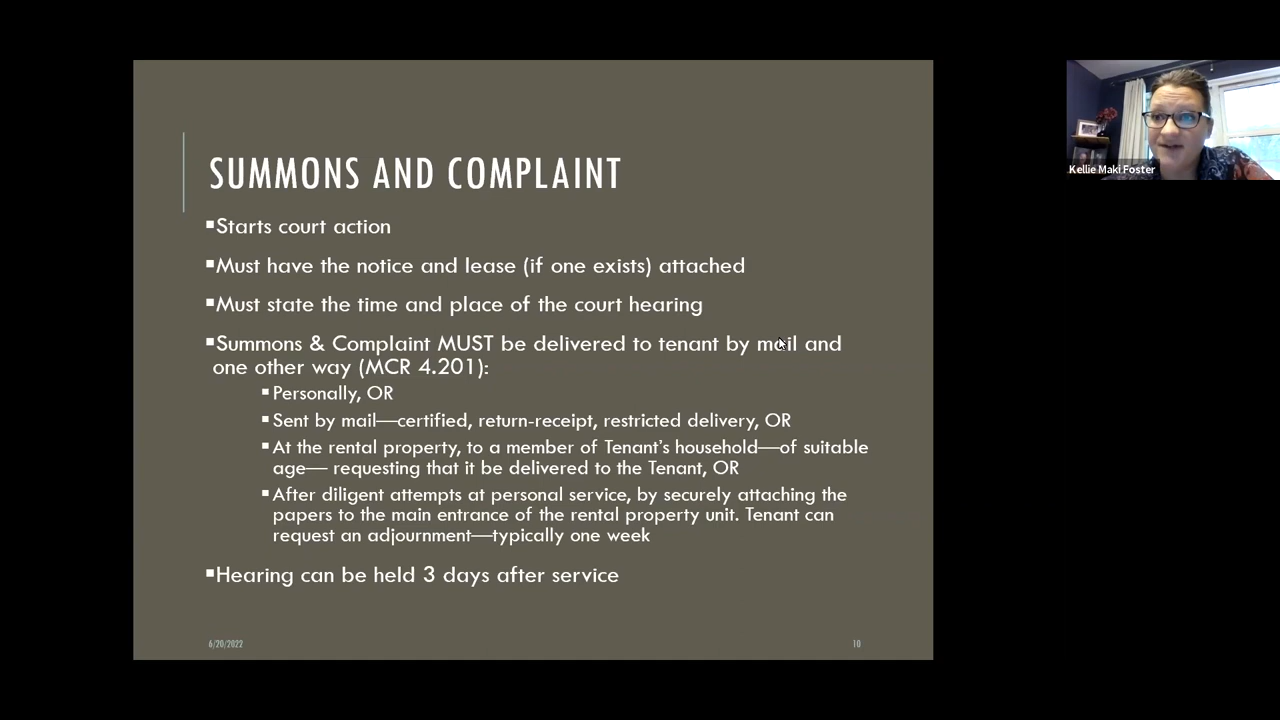 SUMMONS AND COMPLAINT
▪Starts court action
▪Must have the notice and lease (if one exists) attached
▪Must state the time and place of the court hearing
▪Summons & Complaint MUST be delivered to tenant by mail and
one other way (MCR 4.201):
▪Personally, OR
▪Sent by mail—certified, return-receipt, restricted delivery, OR
▪At the rental property, to a member of Tenant's household—of suitable
age— requesting that it be delivered to the Tenant, OR
▪After diligent attempts at personal service, by securely attaching the
papers to the main entrance of the rental property unit. Tenant can
request an adjournment—typically one week
▪Hearing can be held 3 days after service
6/20/2022
10
Kellie Maki Foster